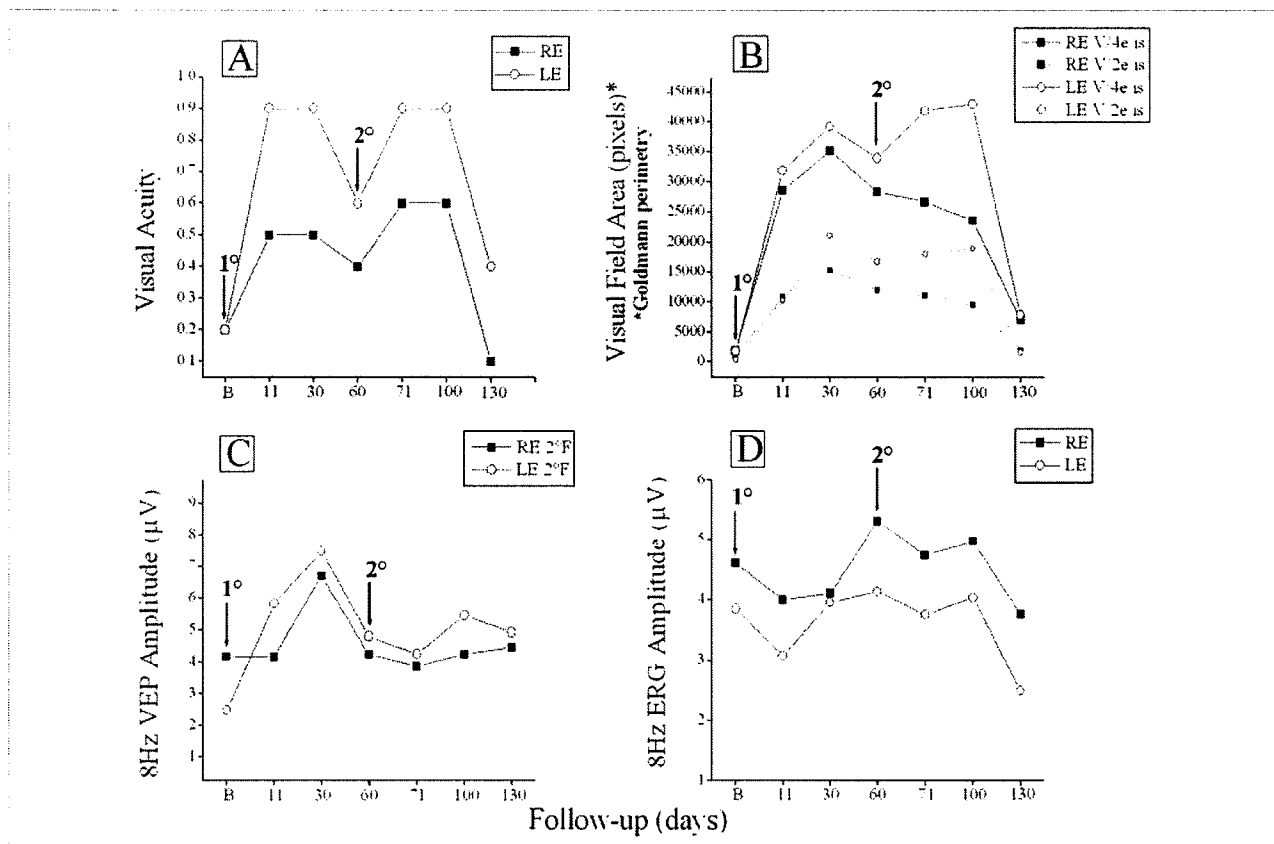 A
RE
LE
Visual Acuity
1 0
0 9
0 8
0 7
0 6
0 5
0 4
0 3
0 2
0 1
1°
2°
B 11 30 60 71 100 130
B
RE V/4e is
RE V/2e is
LE V/4e is
LE V/2e is
Visual Field Area (pixels)*
*Goldmann perimetry
45000
40000
35000
30000
25000
20000
15000
10000
5000
0
1°
2°
B 11 30 60 71 100 130
C
RE 2°F
LE 2°F
8Hz VEP Amplitude (µV)
9
8
7
6
5
4
3
2
1
1°
2°
B 11 30 60 71 100 130
D
RE
LE
8Hz ERG Amplitude (µV)
6
5
4
3
2
1
1°
2°
B 11 30 60 71 100 130
Follow-up (days)